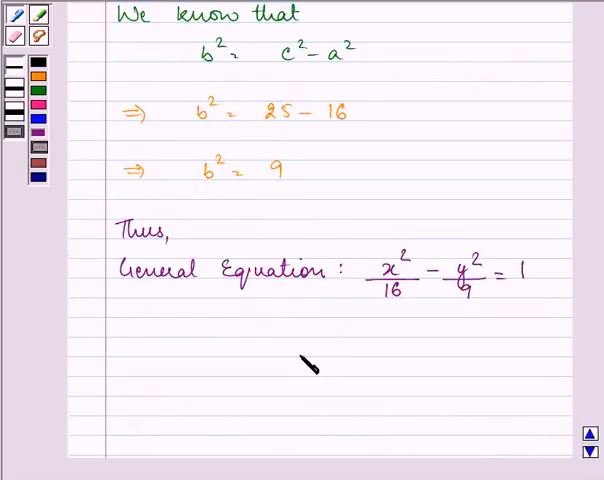 We know that
b² = c² - a²
⇒ b² = 25 - 16
⇒ b² = 9
Thus,
General Equation : x²/16 - y²/9 = 1